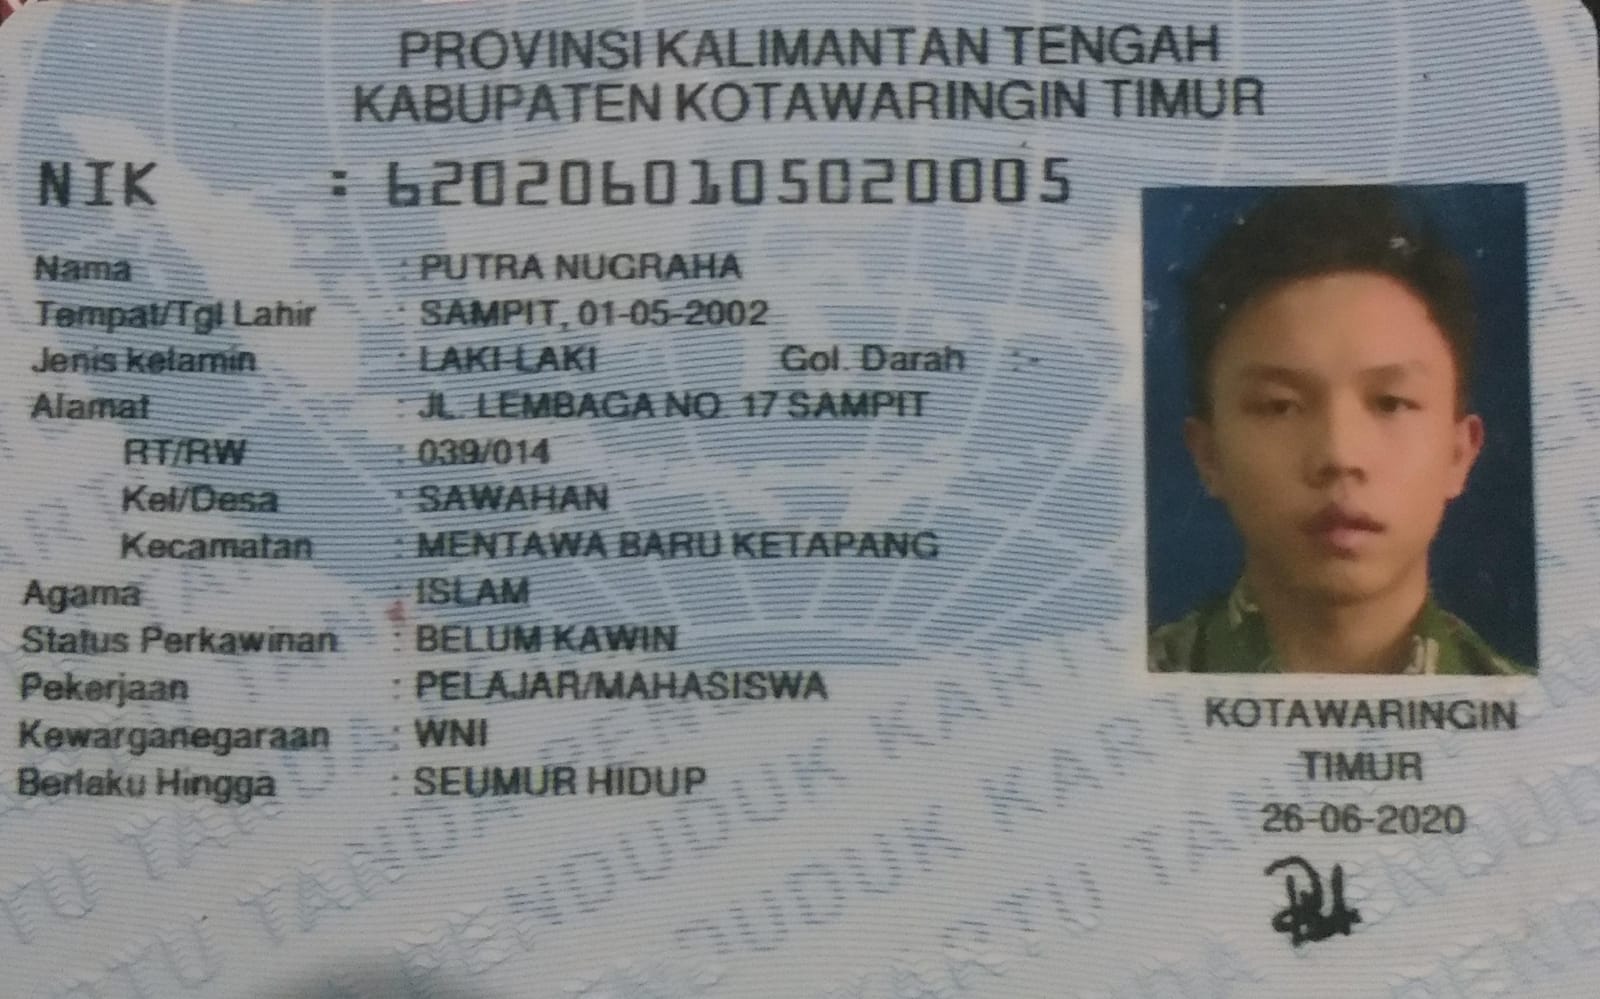 PROVINSI KALIMANTAN TENGAH
KABUPATEN KOTAWARINGIN TIMUR
NIK : 6202060105020005
Nama : PUTRA NUGRAHA
Tempat/Tgl Lahir : SAMPIT, 01-05-2002
Jenis kelamin : LAKI-LAKI Gol. Darah : -
Alamat : JL. LEMBAGA NO. 17 SAMPIT
RT/RW : 039/014
Kel/Desa : SAWAHAN
Kecamatan : MENTAWA BARU KETAPANG
Agama : ISLAM
Status Perkawinan : BELUM KAWIN
Pekerjaan : PELAJAR/MAHASISWA
Kewarganegaraan : WNI
Berlaku Hingga : SEUMUR HIDUP
KOTAWARINGIN
TIMUR
26-06-2020